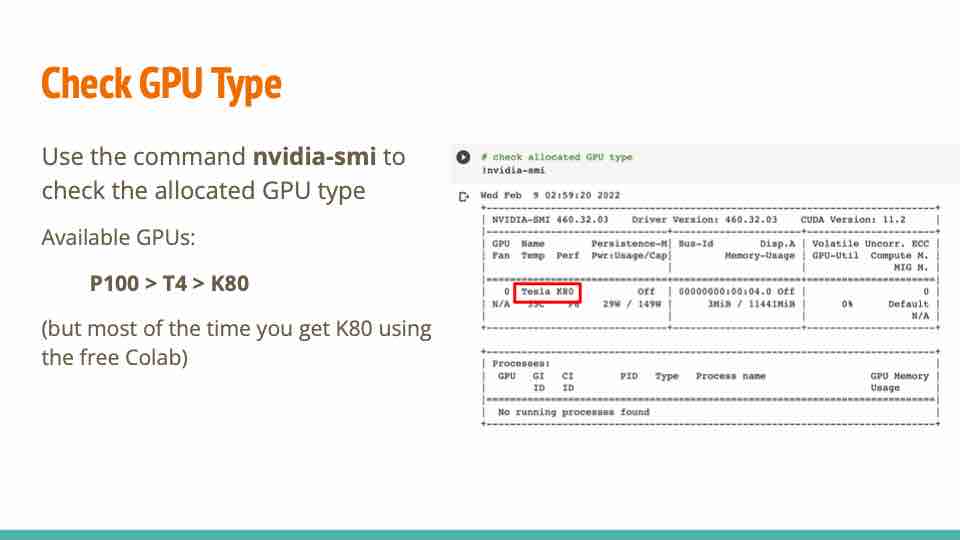 Check GPU Type
Use the command nvidia-smi to
check the allocated GPU type
Available GPUs:
P100 > T4 > K80
(but most of the time you get K80 using
the free Colab)
# check allocated GPU type
!nvidia-smi
Wed Feb  9 02:59:20 2022
+-----------------------------------------------------------------------------+
| NVIDIA-SMI 460.32.03    Driver Version: 460.32.03    CUDA Version: 11.2     |
|-------------------------------+----------------------+----------------------+
| GPU  Name        Persistence-M| Bus-Id        Disp.A | Volatile Uncorr. ECC |
| Fan  Temp  Perf  Pwr:Usage/Cap|         Memory-Usage | GPU-Util  Compute M. |
|                               |                      |               MIG M. |
|===============================+======================+======================|
|   0  Tesla K80           Off  | 00000000:00:04.0 Off |                    0 |
| N/A   35C    P8    29W / 149W |      3MiB / 11441MiB |      0%      Default |
|                               |                      |                  N/A |
+-------------------------------+----------------------+----------------------+
+-----------------------------------------------------------------------------+
| Processes:                                                                  |
|  GPU   GI   CI        PID   Type   Process name                  GPU Memory |
|        ID   ID                                                   Usage      |
|=============================================================================|
|  No running processes found                                                 |
+-----------------------------------------------------------------------------+